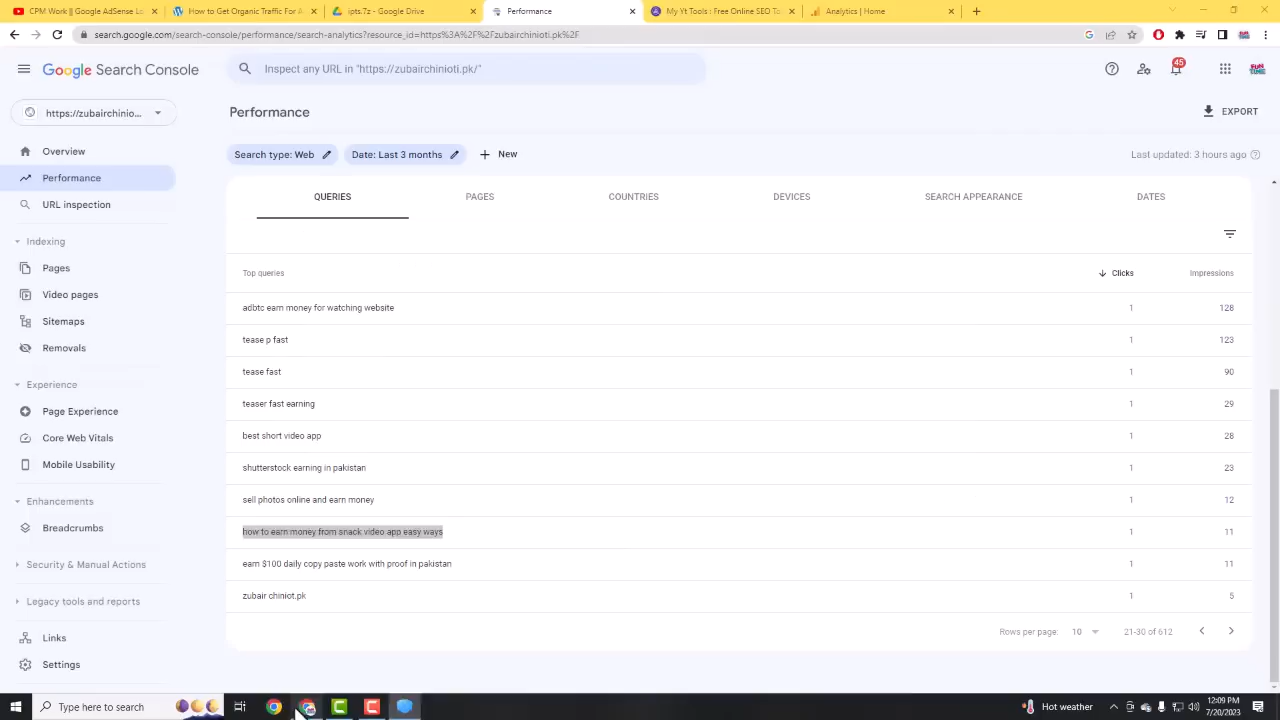 CPM Work || Google AdSense Lo
How to Get Organic Traffic For A
ipts.7z - Google Drive
Performance
My Yt Tools : Free Online SEO To
Analytics | Home
search.google.com/search-console/performance/search-analytics?resource_id=https%3A%2F%2Fzubairchinioti.pk%2F
Google Search Console
Inspect any URL in "https://zubairchinioti.pk/"
45
FUN
TIME
https://zubairchinio...
Performance
EXPORT
Search type: Web
Date: Last 3 months
New
Last updated: 3 hours ago
Overview
Performance
URL inspection
Indexing
Pages
Video pages
Sitemaps
Removals
Experience
Page Experience
Core Web Vitals
Mobile Usability
Enhancements
Breadcrumbs
Security & Manual Actions
Legacy tools and reports
Links
Settings
QUERIES PAGES COUNTRIES DEVICES SEARCH APPEARANCE DATES
Top queries Clicks Impressions
adbtc earn money for watching website 1 128
tease p fast 1 123
tease fast 1 90
teaser fast earning 1 29
best short video app 1 28
shutterstock earning in pakistan 1 23
sell photos online and earn money 1 12
how to earn money from snack video app easy ways 1 11
earn $100 daily copy paste work with proof in pakistan 1 11
zubair chiniot.pk 1 5
Rows per page: 10 21-30 of 612
Type here to search
Hot weather
12:09 PM
7/20/2023